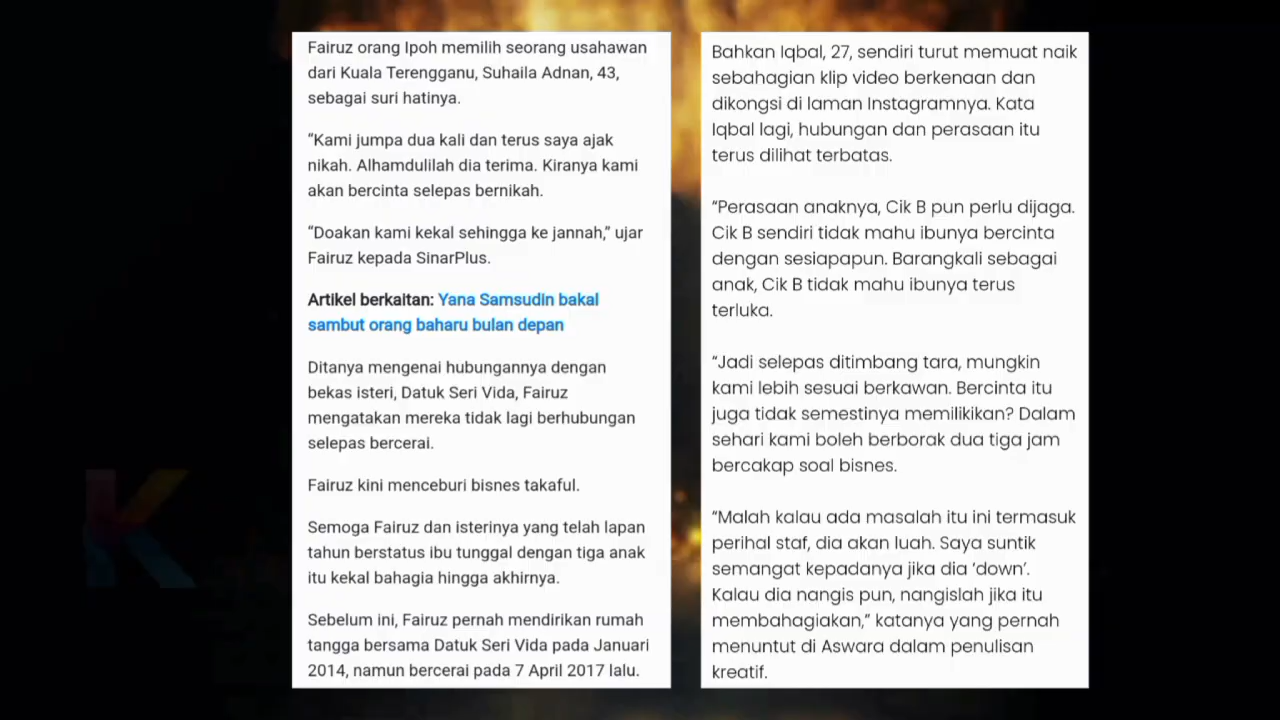 Fairuz orang Ipoh memilih seorang usahawan
dari Kuala Terengganu, Suhaila Adnan, 43,
sebagai suri hatinya.
“Kami jumpa dua kali dan terus saya ajak
nikah. Alhamdulilah dia terima. Kiranya kami
akan bercinta selepas bernikah.
“Doakan kami kekal sehingga ke jannah,” ujar
Fairuz kepada SinarPlus.
Artikel berkaitan: Yana Samsudin bakal
sambut orang baharu bulan depan
Ditanya mengenai hubungannya dengan
bekas isteri, Datuk Seri Vida, Fairuz
mengatakan mereka tidak lagi berhubungan
selepas bercerai.
Fairuz kini menceburi bisnes takaful.
Semoga Fairuz dan isterinya yang telah lapan
tahun berstatus ibu tunggal dengan tiga anak
itu kekal bahagia hingga akhirnya.
Sebelum ini, Fairuz pernah mendirikan rumah
tangga bersama Datuk Seri Vida pada Januari
2014, namun bercerai pada 7 April 2017 lalu.
Bahkan Iqbal, 27, sendiri turut memuat naik
sebahagian klip video berkenaan dan
dikongsi di laman Instagramnya. Kata
Iqbal lagi, hubungan dan perasaan itu
terus dilihat terbatas.
“Perasaan anaknya, Cik B pun perlu dijaga.
Cik B sendiri tidak mahu ibunya bercinta
dengan sesiapapun. Barangkali sebagai
anak, Cik B tidak mahu ibunya terus
terluka.
“Jadi selepas ditimbang tara, mungkin
kami lebih sesuai berkawan. Bercinta itu
juga tidak semestinya memilikikan? Dalam
sehari kami boleh berborak dua tiga jam
bercakap soal bisnes.
“Malah kalau ada masalah itu ini termasuk
perihal staf, dia akan luah. Saya suntik
semangat kepadanya jika dia ‘down’.
Kalau dia nangis pun, nangislah jika itu
membahagiakan,” katanya yang pernah
menuntut di Aswara dalam penulisan
kreatif.
K